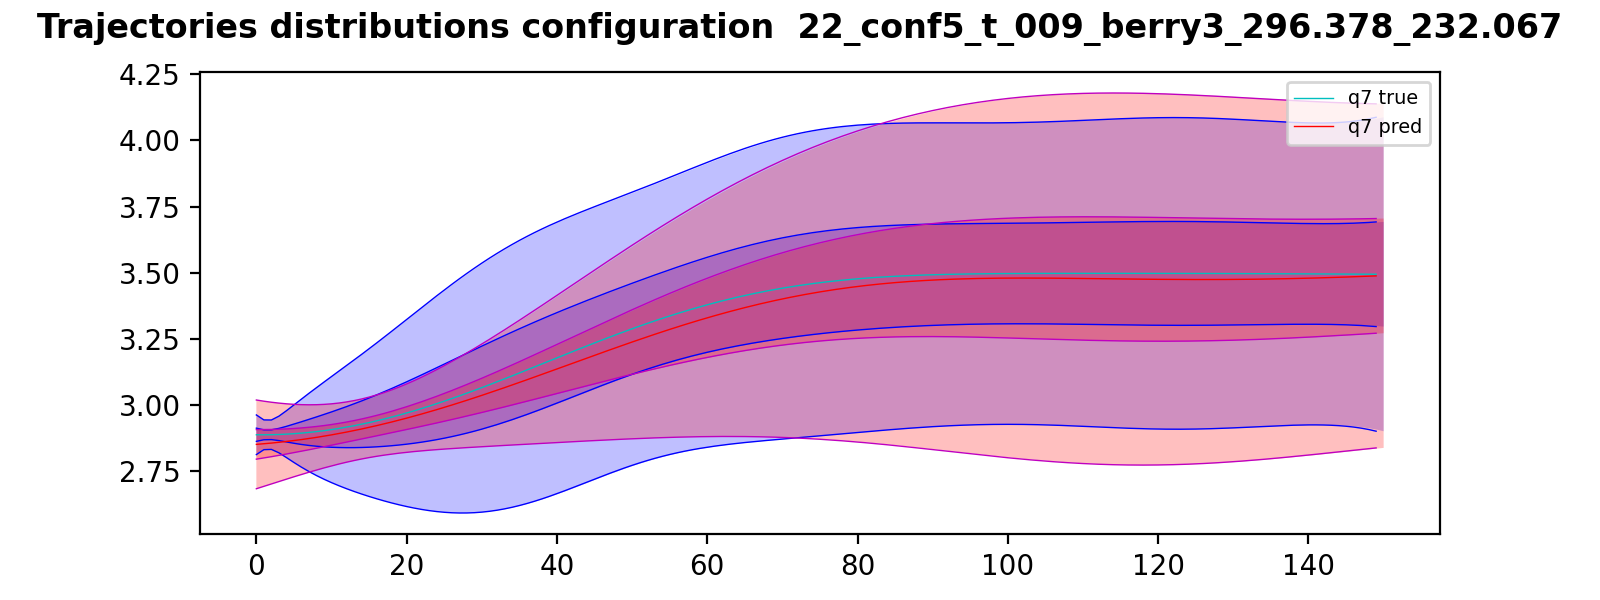 Trajectories distributions configuration  22_conf5_t_009_berry3_296.378_232.067
4.25
4.00
3.75
3.50
3.25
3.00
2.75
q7 true
q7 pred
0 20 40 60 80 100 120 140